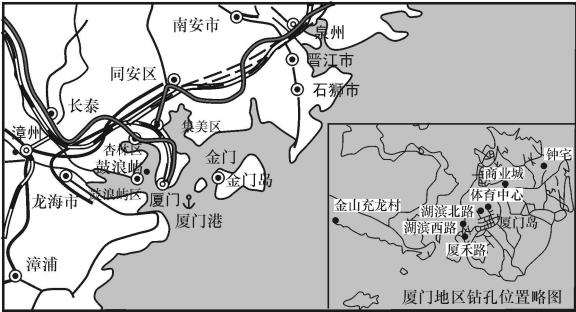 南安市
泉州
晋江市
同安区
石狮市
长泰
漳州
集美区
杏林区
鼓浪屿
金门
金门岛
鼓浪屿区
厦门
龙海市
厦门港
漳浦
钟宅
商业城
体育中心
金山充龙村
湖滨北路
厦门岛
湖滨西路
厦禾路
厦门地区钻孔位置略图